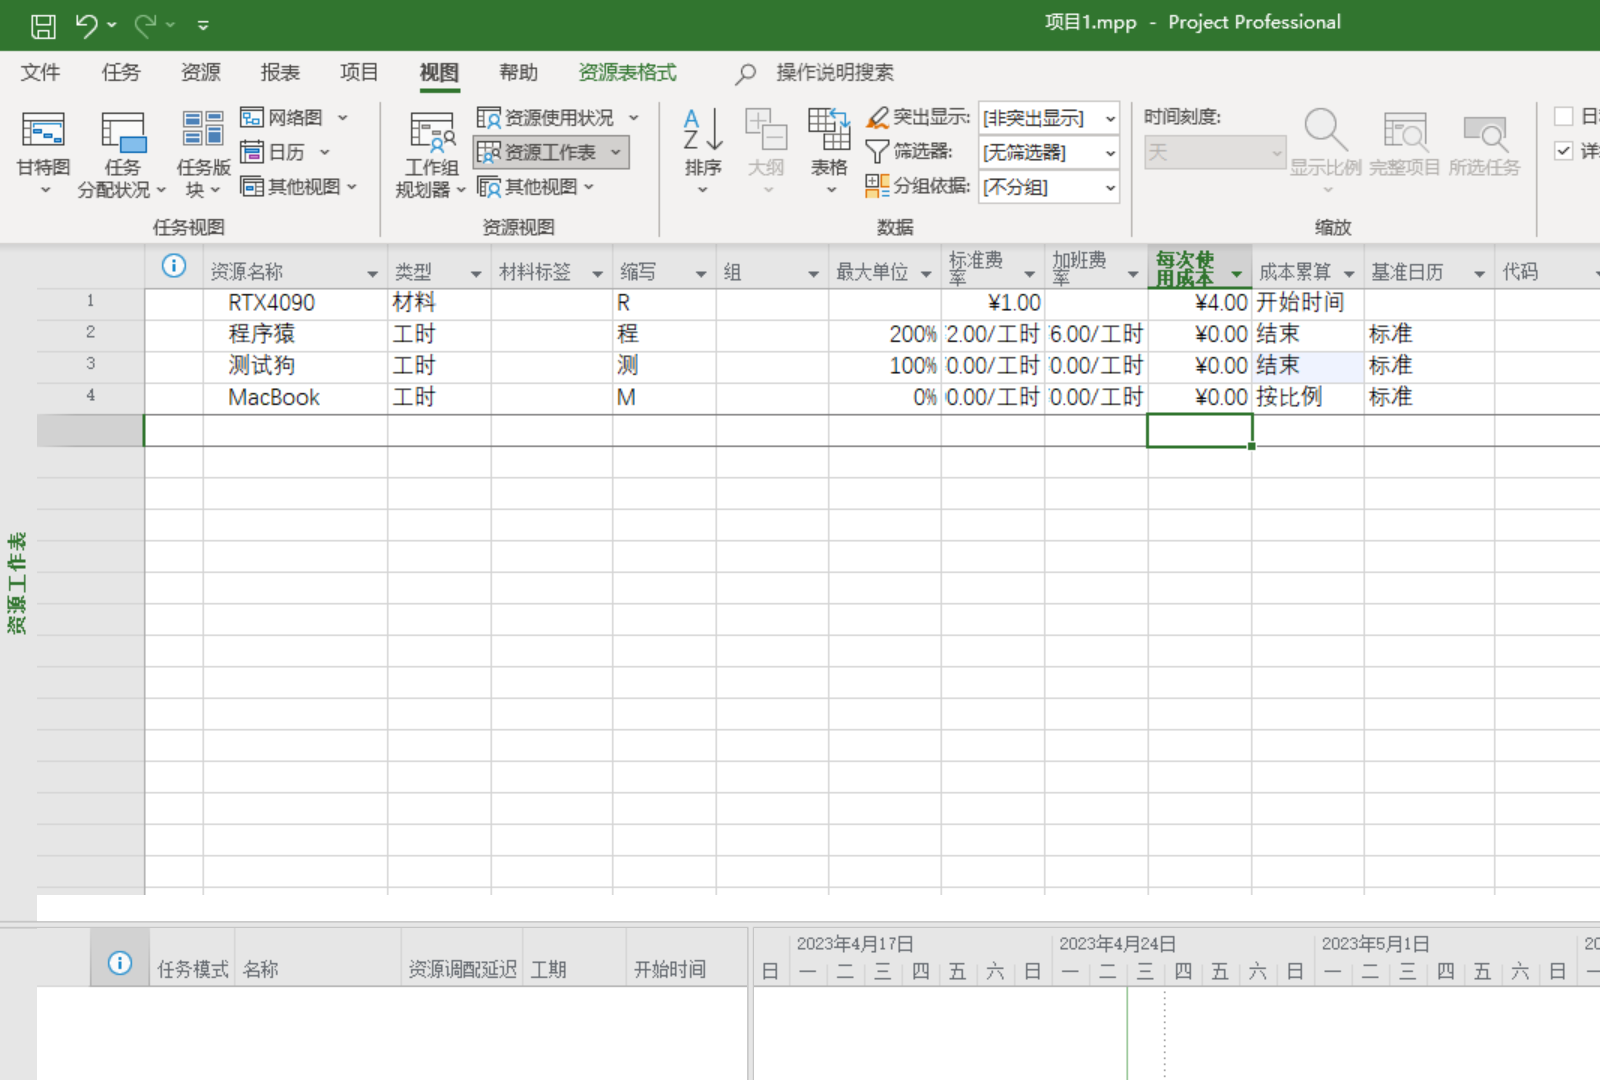 项目1.mpp - Project Professional
文件 任务 资源 报表 项目 视图 帮助 资源表格式 操作说明搜索
甘特图
任务
分配状况
任务版
块
网络图
日历
其他视图
任务视图
工作组
规划器
资源使用状况
资源工作表
其他视图
资源视图
A
Z
排序
大纲
表格
突出显示: [非突出显示]
筛选器: [无筛选器]
分组依据: [不分组]
数据
时间刻度:
天
显示比例 完整项目 所选任务
缩放
详
资源名称 类型 材料标签 缩写 组 最大单位 标准费率 加班费率 每次使用成本 成本累算 基准日历 代码
1 RTX4090 材料 R ¥1.00 ¥4.00 开始时间
2 程序猿 工时 程 200% 2.00/工时 6.00/工时 ¥0.00 结束 标准
3 测试狗 工时 测 100% 0.00/工时 0.00/工时 ¥0.00 结束 标准
4 MacBook 工时 M 0% 0.00/工时 0.00/工时 ¥0.00 按比例 标准
资源工作表
任务模式 名称 资源调配延迟 工期 开始时间
2023年4月17日 2023年4月24日 2023年5月1日 20
日 一 二 三 四 五 六 日 一 二 三 四 五 六 日 一 二 三 四 五 六 日 一